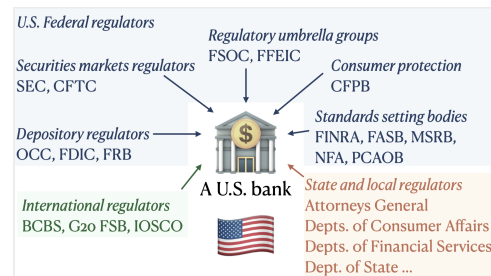 U.S. Federal regulators
Regulatory umbrella groups
FSOC, FFEIC
Securities markets regulators
SEC, CFTC
Consumer protection
CFPB
Depository regulators
OCC, FDIC, FRB
Standards setting bodies
FINRA, FASB, MSRB,
NFA, PCAOB
$
A U.S. bank
International regulators
BCBS, G20 FSB, IOSCO
State and local regulators
Attorneys General
Depts. of Consumer Affairs
Depts. of Financial Services
Dept. of State ...